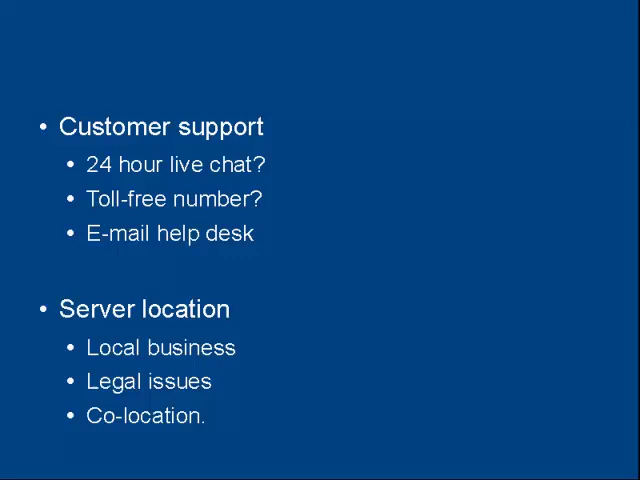 • Customer support
• 24 hour live chat?
• Toll-free number?
• E-mail help desk
• Server location
• Local business
• Legal issues
• Co-location.